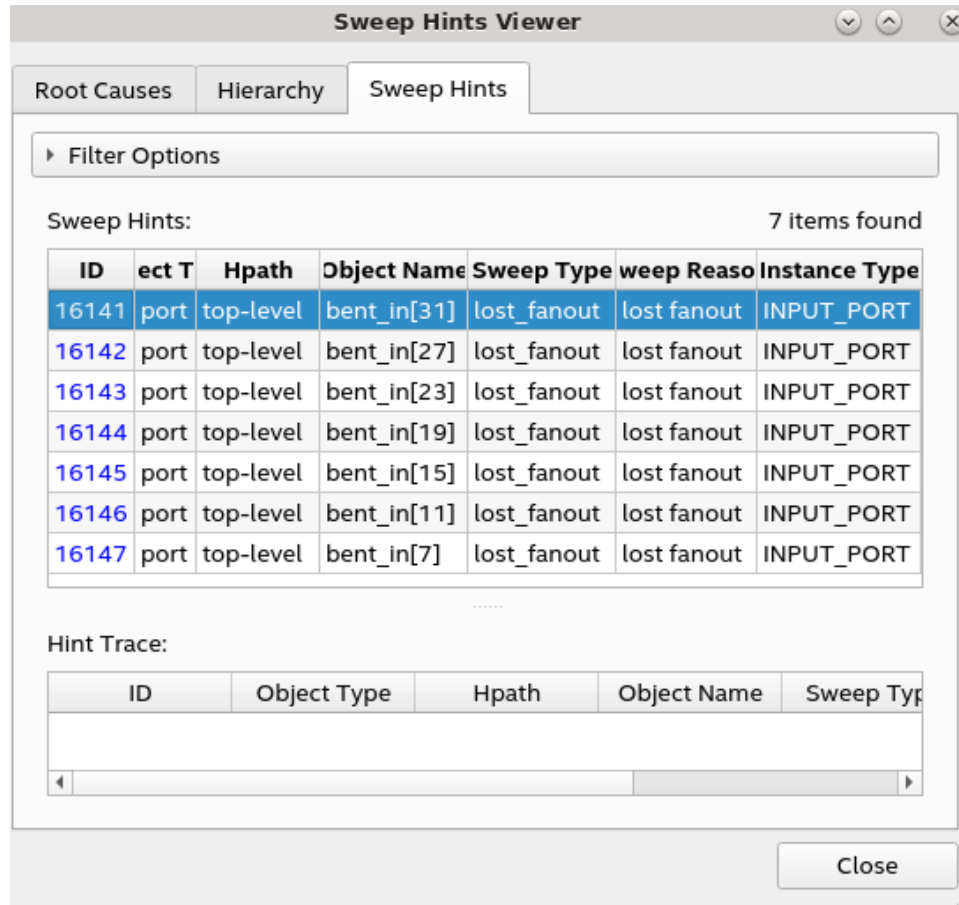 Sweep Hints Viewer
Root Causes Hierarchy Sweep Hints
Filter Options
Sweep Hints: 7 items found
ID ect T Hpath Object Name Sweep Type weep Reaso Instance Type
16141 port top-level bent_in[31] lost_fanout lost fanout INPUT_PORT
16142 port top-level bent_in[27] lost_fanout lost fanout INPUT_PORT
16143 port top-level bent_in[23] lost_fanout lost fanout INPUT_PORT
16144 port top-level bent_in[19] lost_fanout lost fanout INPUT_PORT
16145 port top-level bent_in[15] lost_fanout lost fanout INPUT_PORT
16146 port top-level bent_in[11] lost_fanout lost fanout INPUT_PORT
16147 port top-level bent_in[7] lost_fanout lost fanout INPUT_PORT
Hint Trace:
ID Object Type Hpath Object Name Sweep Typ
Close